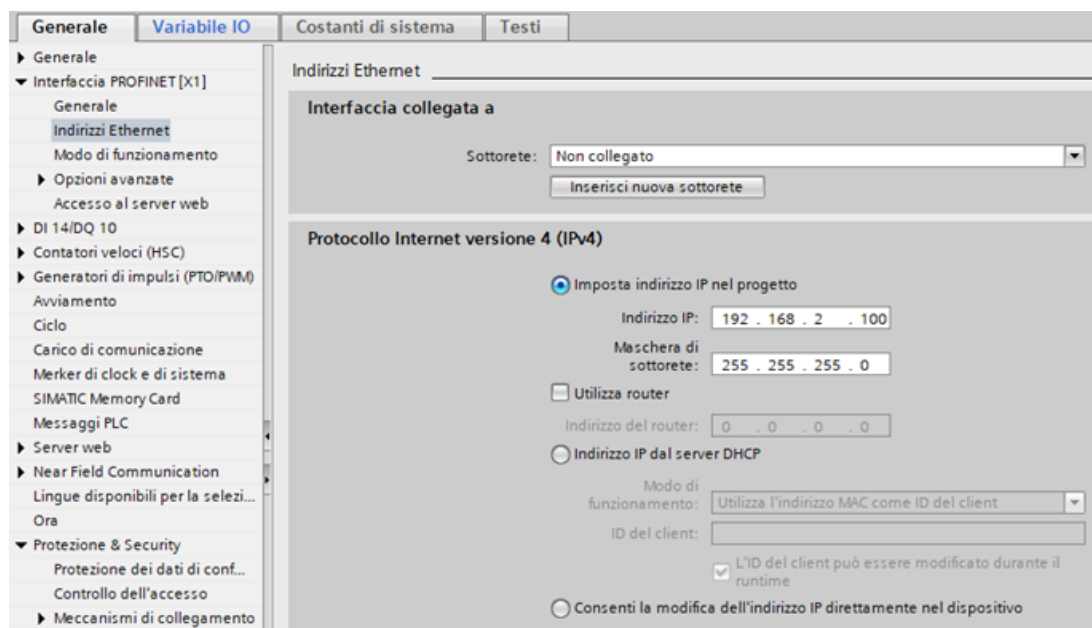 Generale Variabile IO Costanti di sistema Testi
Generale
Interfaccia PROFINET [X1]
Generale
Indirizzi Ethernet
Modo di funzionamento
Opzioni avanzate
Accesso al server web
DI 14/DQ 10
Contatori veloci (HSC)
Generatori di impulsi (PTO/PWM)
Avviamento
Ciclo
Carico di comunicazione
Merker di clock e di sistema
SIMATIC Memory Card
Messaggi PLC
Server web
Near Field Communication
Lingue disponibili per la selezi...
Ora
Protezione & Security
Protezione dei dati di conf...
Controllo dell'accesso
Meccanismi di collegamento
Indirizzi Ethernet
Interfaccia collegata a
Sottorete: Non collegato
Inserisci nuova sottorete
Protocollo Internet versione 4 (IPv4)
Imposta indirizzo IP nel progetto
Indirizzo IP: 192 . 168 . 2 . 100
Maschera di
sottorete: 255 . 255 . 255 . 0
Utilizza router
Indirizzo del router: 0 . 0 . 0 . 0
Indirizzo IP dal server DHCP
Modo di
funzionamento: Utilizza l'indirizzo MAC come ID del client
ID del client:
L'ID del client può essere modificato durante il
runtime
Consenti la modifica dell'indirizzo IP direttamente nel dispositivo